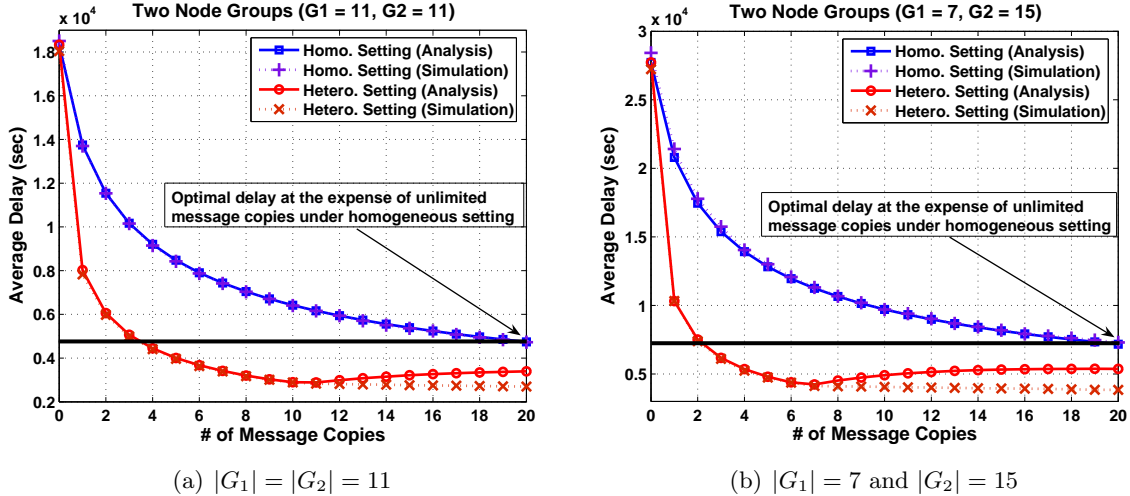 Two Node Groups (G1 = 11, G2 = 11)
x 10^4
1.8
1.6
1.4
1.2
1
0.8
0.6
0.4
0.2
Average Delay (sec)
Homo. Setting (Analysis)
Homo. Setting (Simulation)
Hetero. Setting (Analysis)
Hetero. Setting (Simulation)
Optimal delay at the expense of unlimited
message copies under homogeneous setting
0 2 4 6 8 10 12 14 16 18 20
# of Message Copies
(a) |G1| = |G2| = 11
Two Node Groups (G1 = 7, G2 = 15)
x 10^4
3
2.5
2
1.5
1
0.5
Average Delay (sec)
Homo. Setting (Analysis)
Homo. Setting (Simulation)
Hetero. Setting (Analysis)
Hetero. Setting (Simulation)
Optimal delay at the expense of unlimited
message copies under homogeneous setting
0 2 4 6 8 10 12 14 16 18 20
# of Message Copies
(b) |G1| = 7 and |G2| = 15